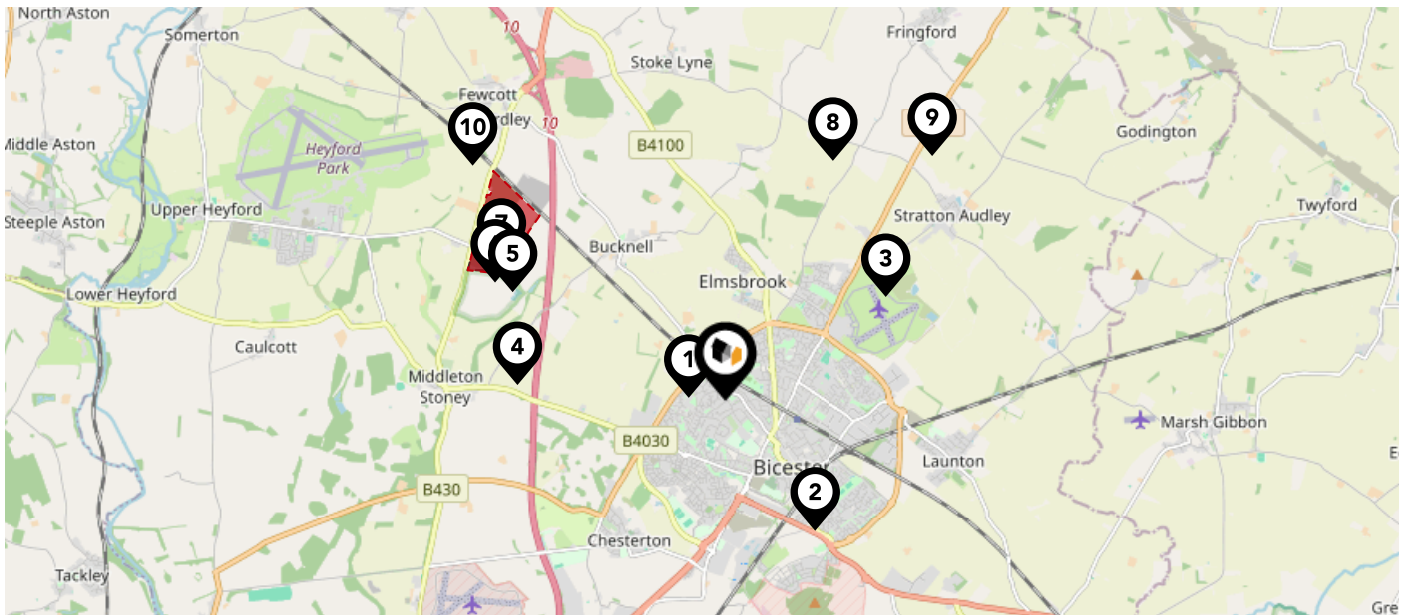 North Aston
Somerton
10
Fringford
Stoke Lyne
Fewcott
10
rdley
10
8
9
Godington
B4100
Middle Aston
Heyford
Park
Twyford
Upper Heyford
Steeple Aston
Stratton Audley
7
Bucknell
5
3
Elmsbrook
Lower Heyford
Caulcott
4
1
Middleton
Stoney
Marsh Gibbon
B4030
Launton
Bicester
B430
2
Chesterton
Tackley
Gre